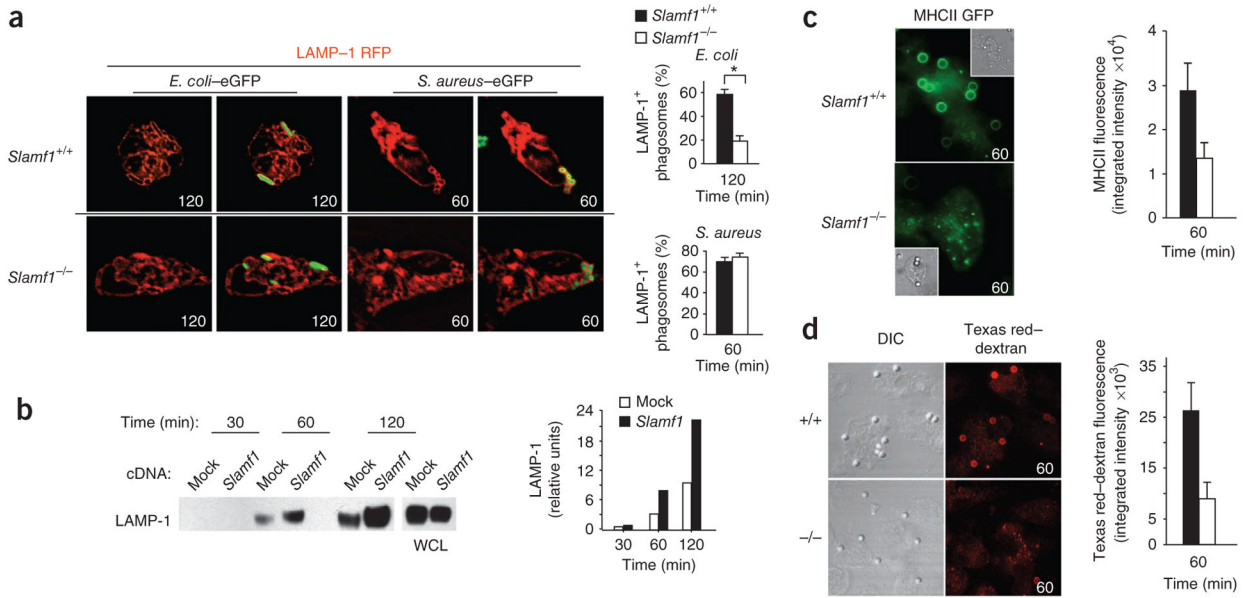 a
LAMP–1 RFP
E. coli–eGFP
S. aureus–eGFP
Slamf1+/+
120
120
60
60
Slamf1−/−
120
120
60
60
Slamf1+/+
Slamf1−/−
E. coli
*
LAMP-1+
phagosomes (%)
60
40
20
0
120
Time (min)
S. aureus
LAMP-1+
phagosomes (%)
80
60
40
20
0
60
Time (min)
b
Time (min): 30 60 120
cDNA: Mock Slamf1 Mock Slamf1 Mock Slamf1 Mock Slamf1
LAMP-1
WCL
Mock
Slamf1
LAMP-1
(relative units)
24
18
12
6
0
30 60 120
Time (min)
c
MHCII GFP
Slamf1+/+
60
Slamf1−/−
60
MHCII fluorescence
(integrated intensity ×104)
4
3
2
1
0
60
Time (min)
d
DIC
Texas red–
dextran
+/+
60
−/−
60
Texas red–dextran fluorescence
(integrated intensity ×103)
35
25
15
5
0
60
Time (min)